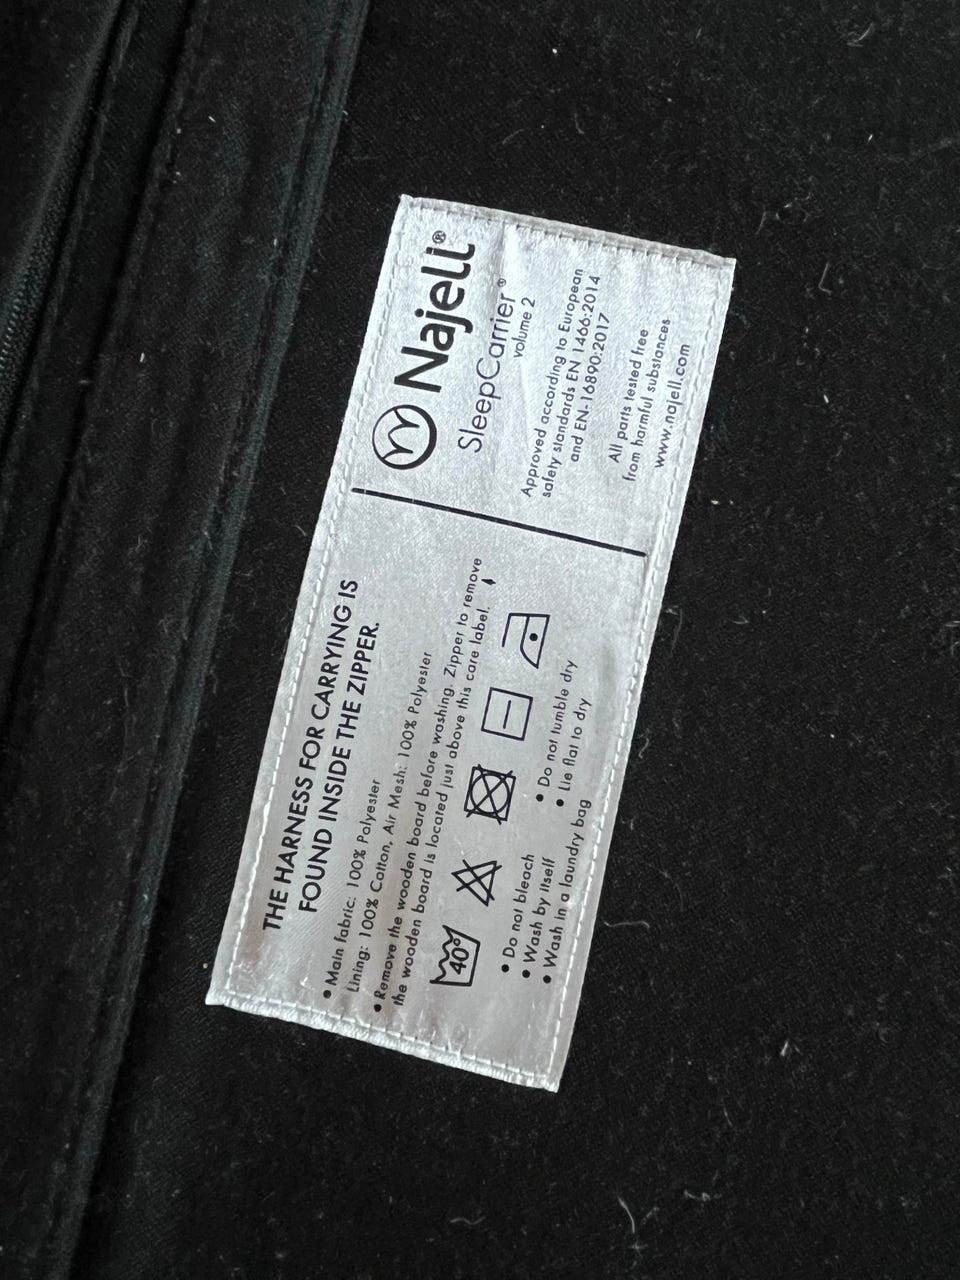 THE HARNESS FOR CARRYING IS
FOUND INSIDE THE ZIPPER.
• Main fabric: 100% Polyester
Lining: 100% Cotton, Air Mesh: 100% Polyester
• Remove the wooden board before washing. Zipper to remove
the wooden board is located just above this care label.
40°
• Do not bleach
• Wash by itself
• Wash in a laundry bag
• Do not tumble dry
• Lie flat to dry
Najell®
SleepCarrier®
volume 2
Approved according to European
safety standards EN 1466:2014
and EN-16890:2017
All parts tested free
from harmful substances
www.najell.com